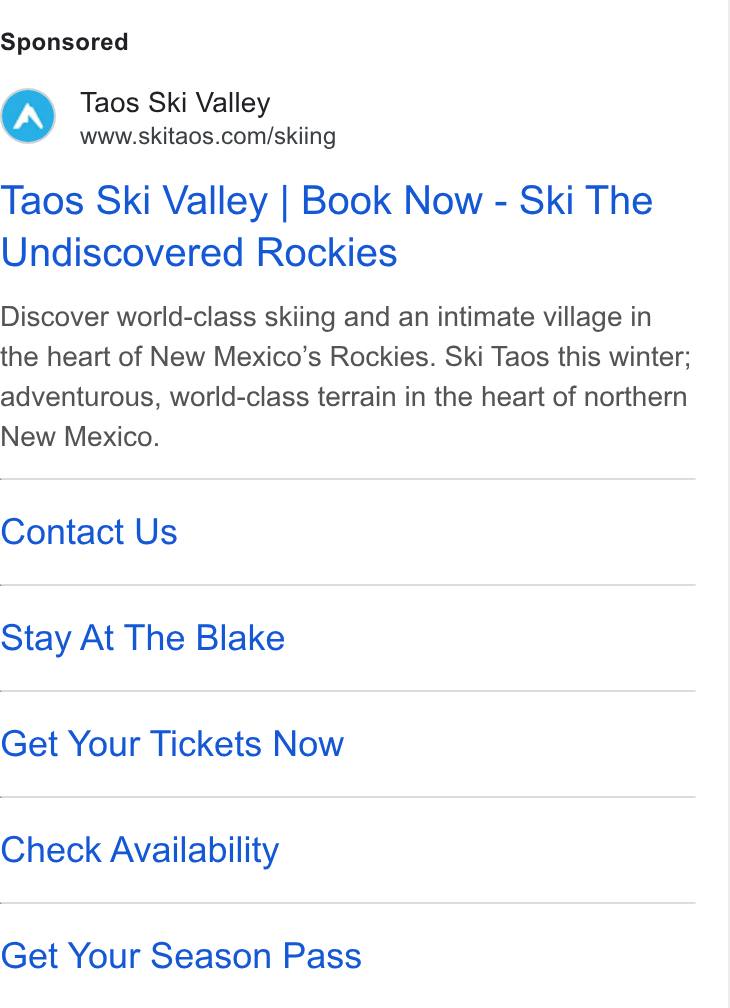 Sponsored
Taos Ski Valley
www.skitaos.com/skiing
Taos Ski Valley | Book Now - Ski The
Undiscovered Rockies
Discover world-class skiing and an intimate village in
the heart of New Mexico’s Rockies. Ski Taos this winter;
adventurous, world-class terrain in the heart of northern
New Mexico.
Contact Us
Stay At The Blake
Get Your Tickets Now
Check Availability
Get Your Season Pass